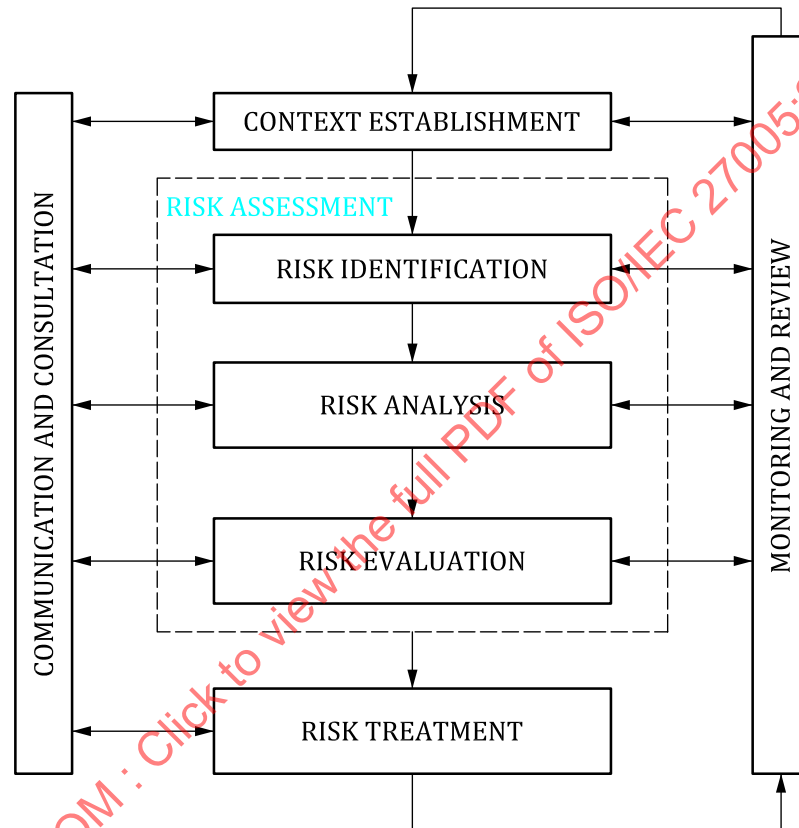 CONTEXT ESTABLISHMENT
RISK ASSESSMENT
RISK IDENTIFICATION
RISK ANALYSIS
RISK EVALUATION
RISK TREATMENT
COMMUNICATION AND CONSULTATION
MONITORING AND REVIEW
: Click to view the full PDF of ISO/IEC 27005: